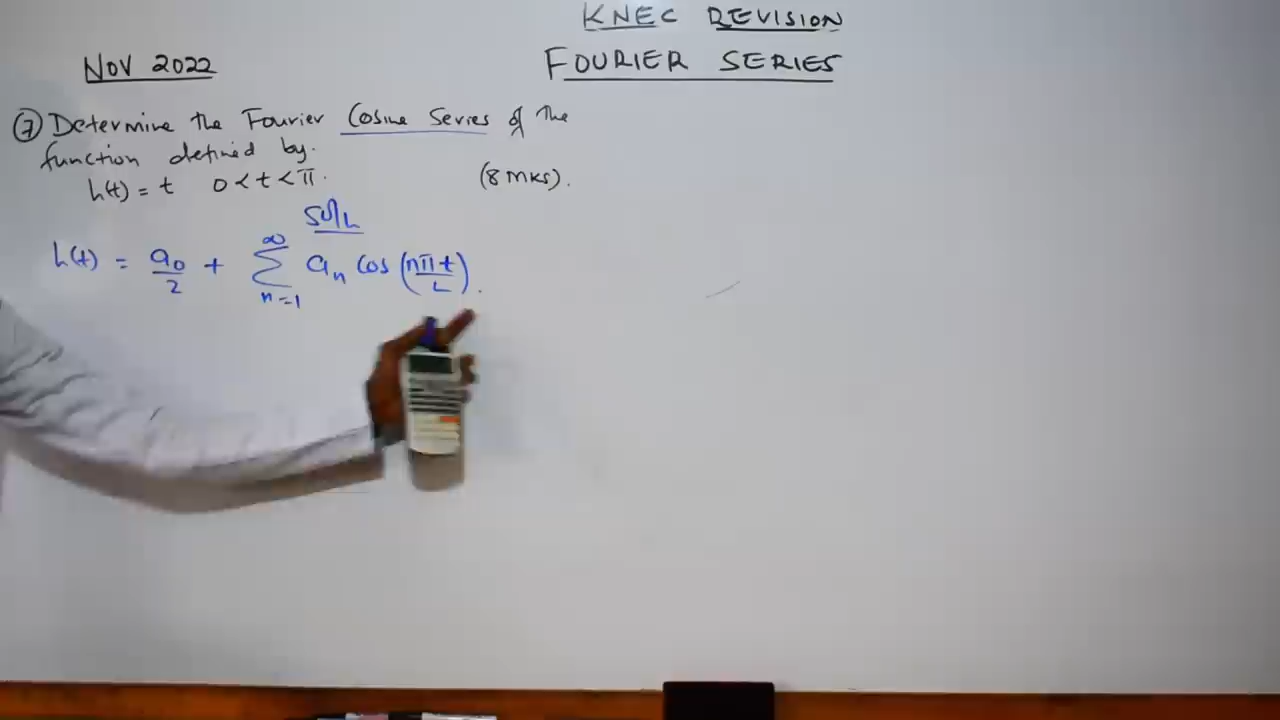 KNEC REVISION
FOURIER SERIES
NOV 2022
⑦ Determine the Fourier Cosine Series of the
function defined by.
h(t) = t 0 < t < π.
(8 mks).
Soln
h(t) = a₀/2 + ∑_{n=1}^{∞} aₙ cos (nπt/L).